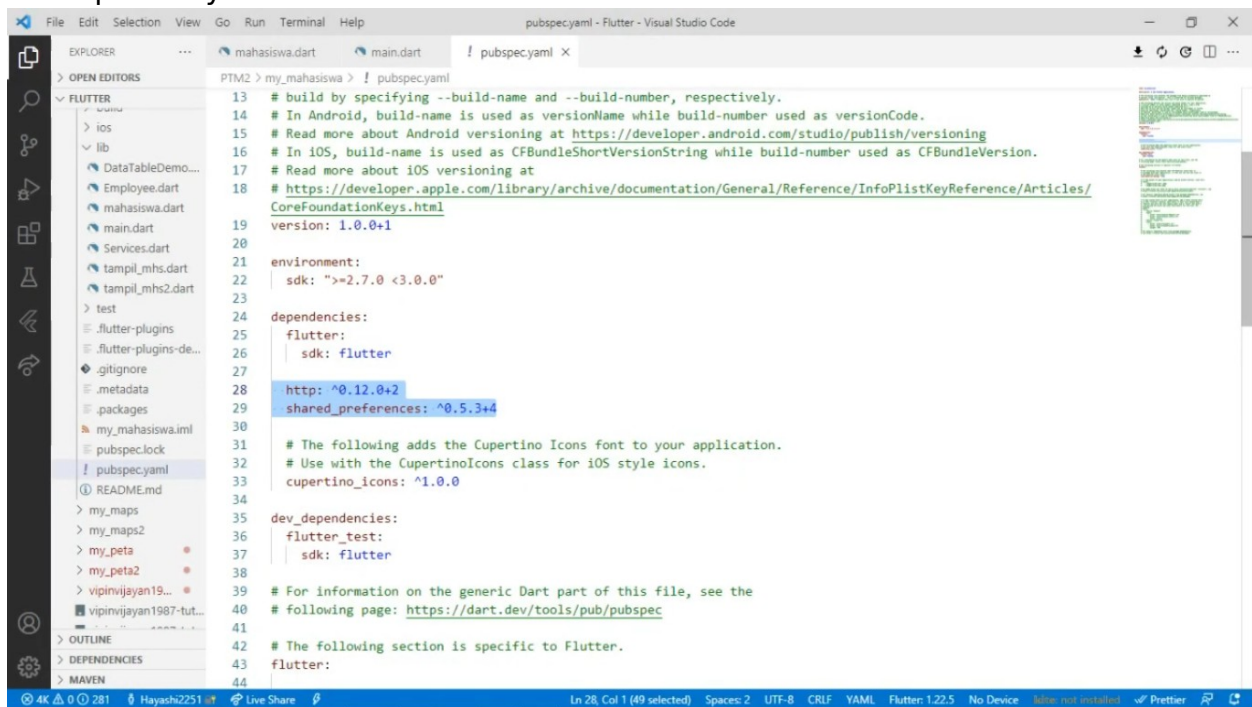 File Edit Selection View Go Run Terminal Help pubspec.yaml - Flutter - Visual Studio Code
EXPLORER ... mahasiswa.dart main.dart ! pubspec.yaml ×
> OPEN EDITORS
PTM2 > my_mahasiswa > ! pubspec.yaml
FLUTTER
> ios
lib
DataTableDemo....
Employee.dart
mahasiswa.dart
main.dart
Services.dart
tampil_mhs.dart
tampil_mhs2.dart
> test
.flutter-plugins
.flutter-plugins-de...
.gitignore
.metadata
.packages
my_mahasiswa.iml
pubspec.lock
! pubspec.yaml
README.md
> my_maps
> my_maps2
> my_peta
> my_peta2
> vipinvijayan19...
vipinvijayan1987-tut...
> OUTLINE
> DEPENDENCIES
> MAVEN
13 # build by specifying --build-name and --build-number, respectively.
14 # In Android, build-name is used as versionName while build-number used as versionCode.
15 # Read more about Android versioning at https://developer.android.com/studio/publish/versioning
16 # In iOS, build-name is used as CFBundleShortVersionString while build-number used as CFBundleVersion.
17 # Read more about iOS versioning at
18 # https://developer.apple.com/library/archive/documentation/General/Reference/InfoPlistKeyReference/Articles/
CoreFoundationKeys.html
19 version: 1.0.0+1
20
21 environment:
22 sdk: ">=2.7.0 <3.0.0"
23
24 dependencies:
25 flutter:
26 sdk: flutter
27
28 http: ^0.12.0+2
29 shared_preferences: ^0.5.3+4
30
31 # The following adds the Cupertino Icons font to your application.
32 # Use with the CupertinoIcons class for iOS style icons.
33 cupertino_icons: ^1.0.0
34
35 dev_dependencies:
36 flutter_test:
37 sdk: flutter
38
39 # For information on the generic Dart part of this file, see the
40 # following page: https://dart.dev/tools/pub/pubspec
41
42 # The following section is specific to Flutter.
43 flutter:
44
4K 0 281 Hayashi2251 Live Share Ln 28, Col 1 (49 selected) Spaces: 2 UTF-8 CRLF YAML Flutter: 1.22.5 No Device not installed Prettier